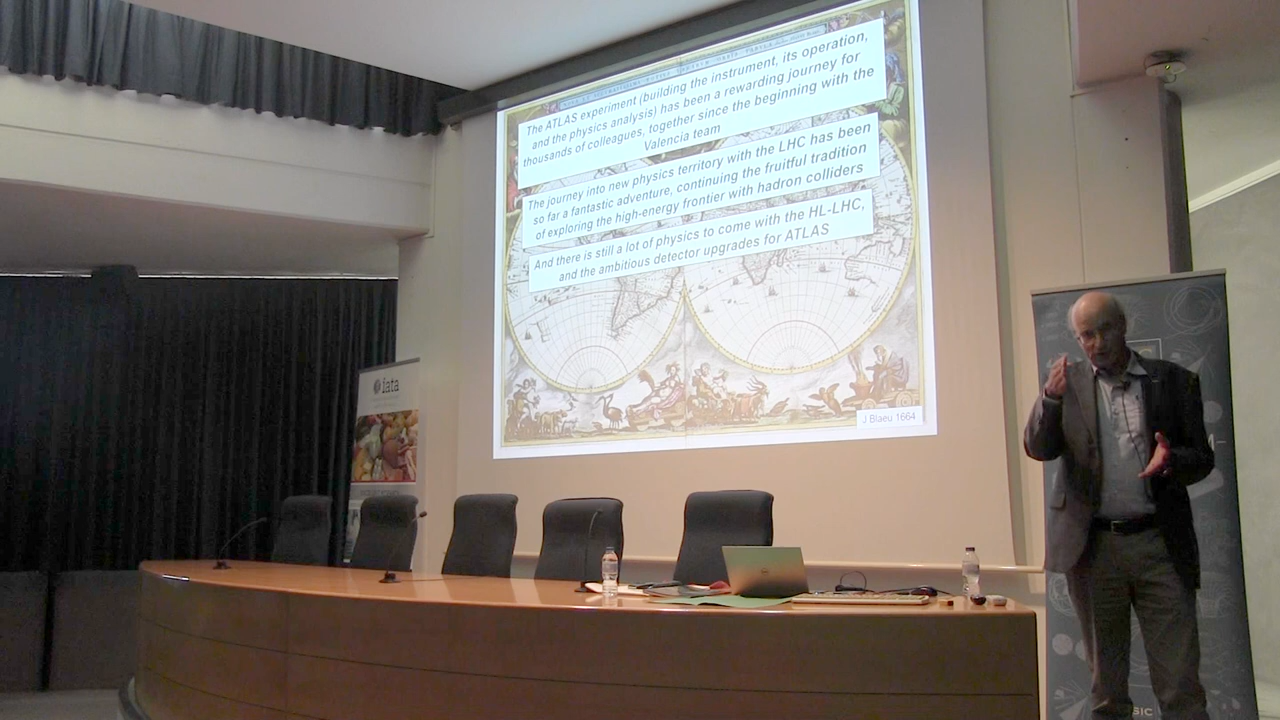 The ATLAS experiment (building the instrument, its operation,
and the physics analysis) has been a rewarding journey for
thousands of colleagues, together since the beginning with the
Valencia team
The journey into new physics territory with the LHC has been
so far a fantastic adventure, continuing the fruitful tradition
of exploring the high-energy frontier with hadron colliders
And there is still a lot of physics to come with the HL-LHC,
and the ambitious detector upgrades for ATLAS
J Blaeu 1664
iata
SIC